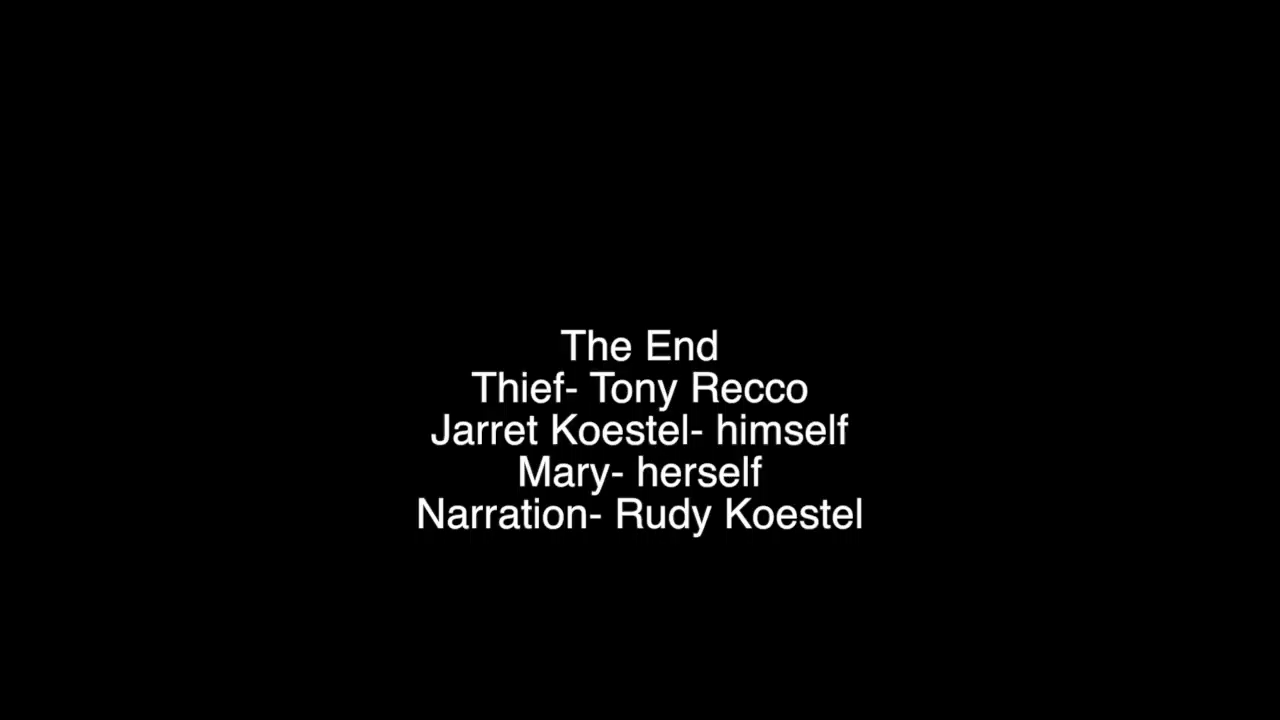 The End
Thief- Tony Recco
Jarret Koestel- himself
Mary- herself
Narration- Rudy Koestel